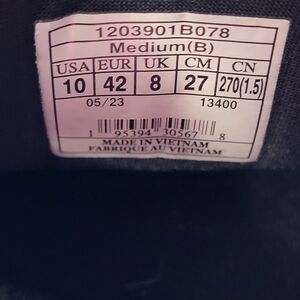 1203901B078
Medium(B)
USA EUR UK CM CN
10 42 8 27 270(1.5)
05/23 13400
1 95394 30567 8
MADE IN VIETNAM
FABRIQUE AU VIETNAM